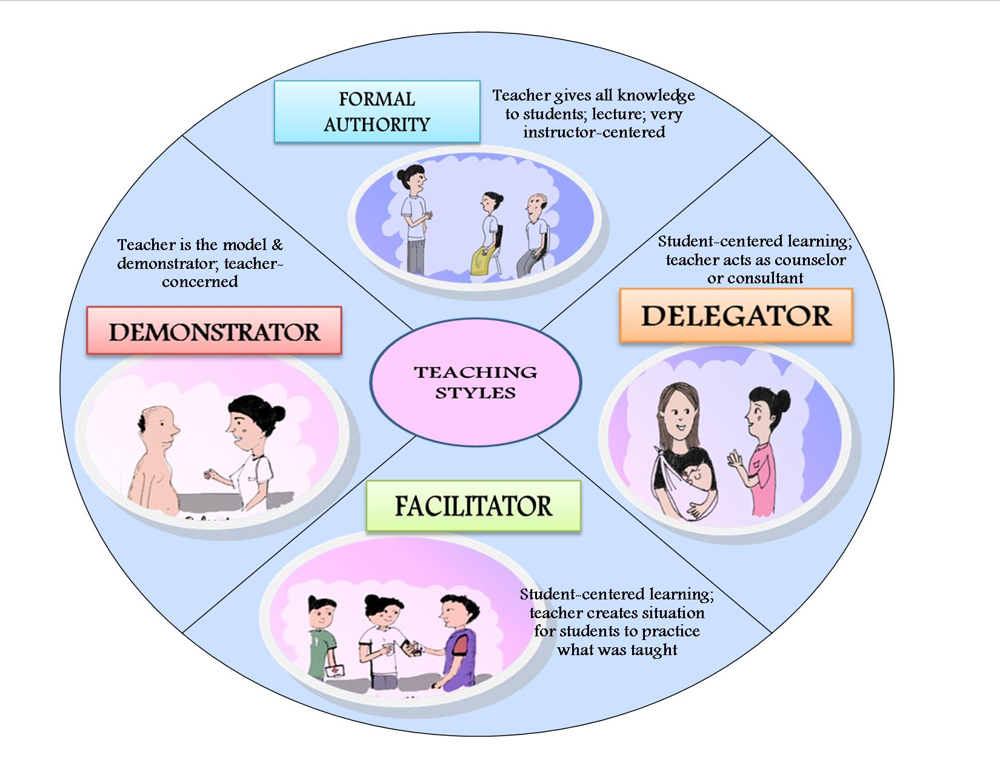 FORMAL
AUTHORITY
Teacher gives all knowledge
to students; lecture; very
instructor-centered
Teacher is the model &
demonstrator; teacher-
concerned
DEMONSTRATOR
Student-centered learning;
teacher acts as counselor
or consultant
DELEGATOR
TEACHING
STYLES
FACILITATOR
Student-centered learning;
teacher creates situation
for students to practice
what was taught